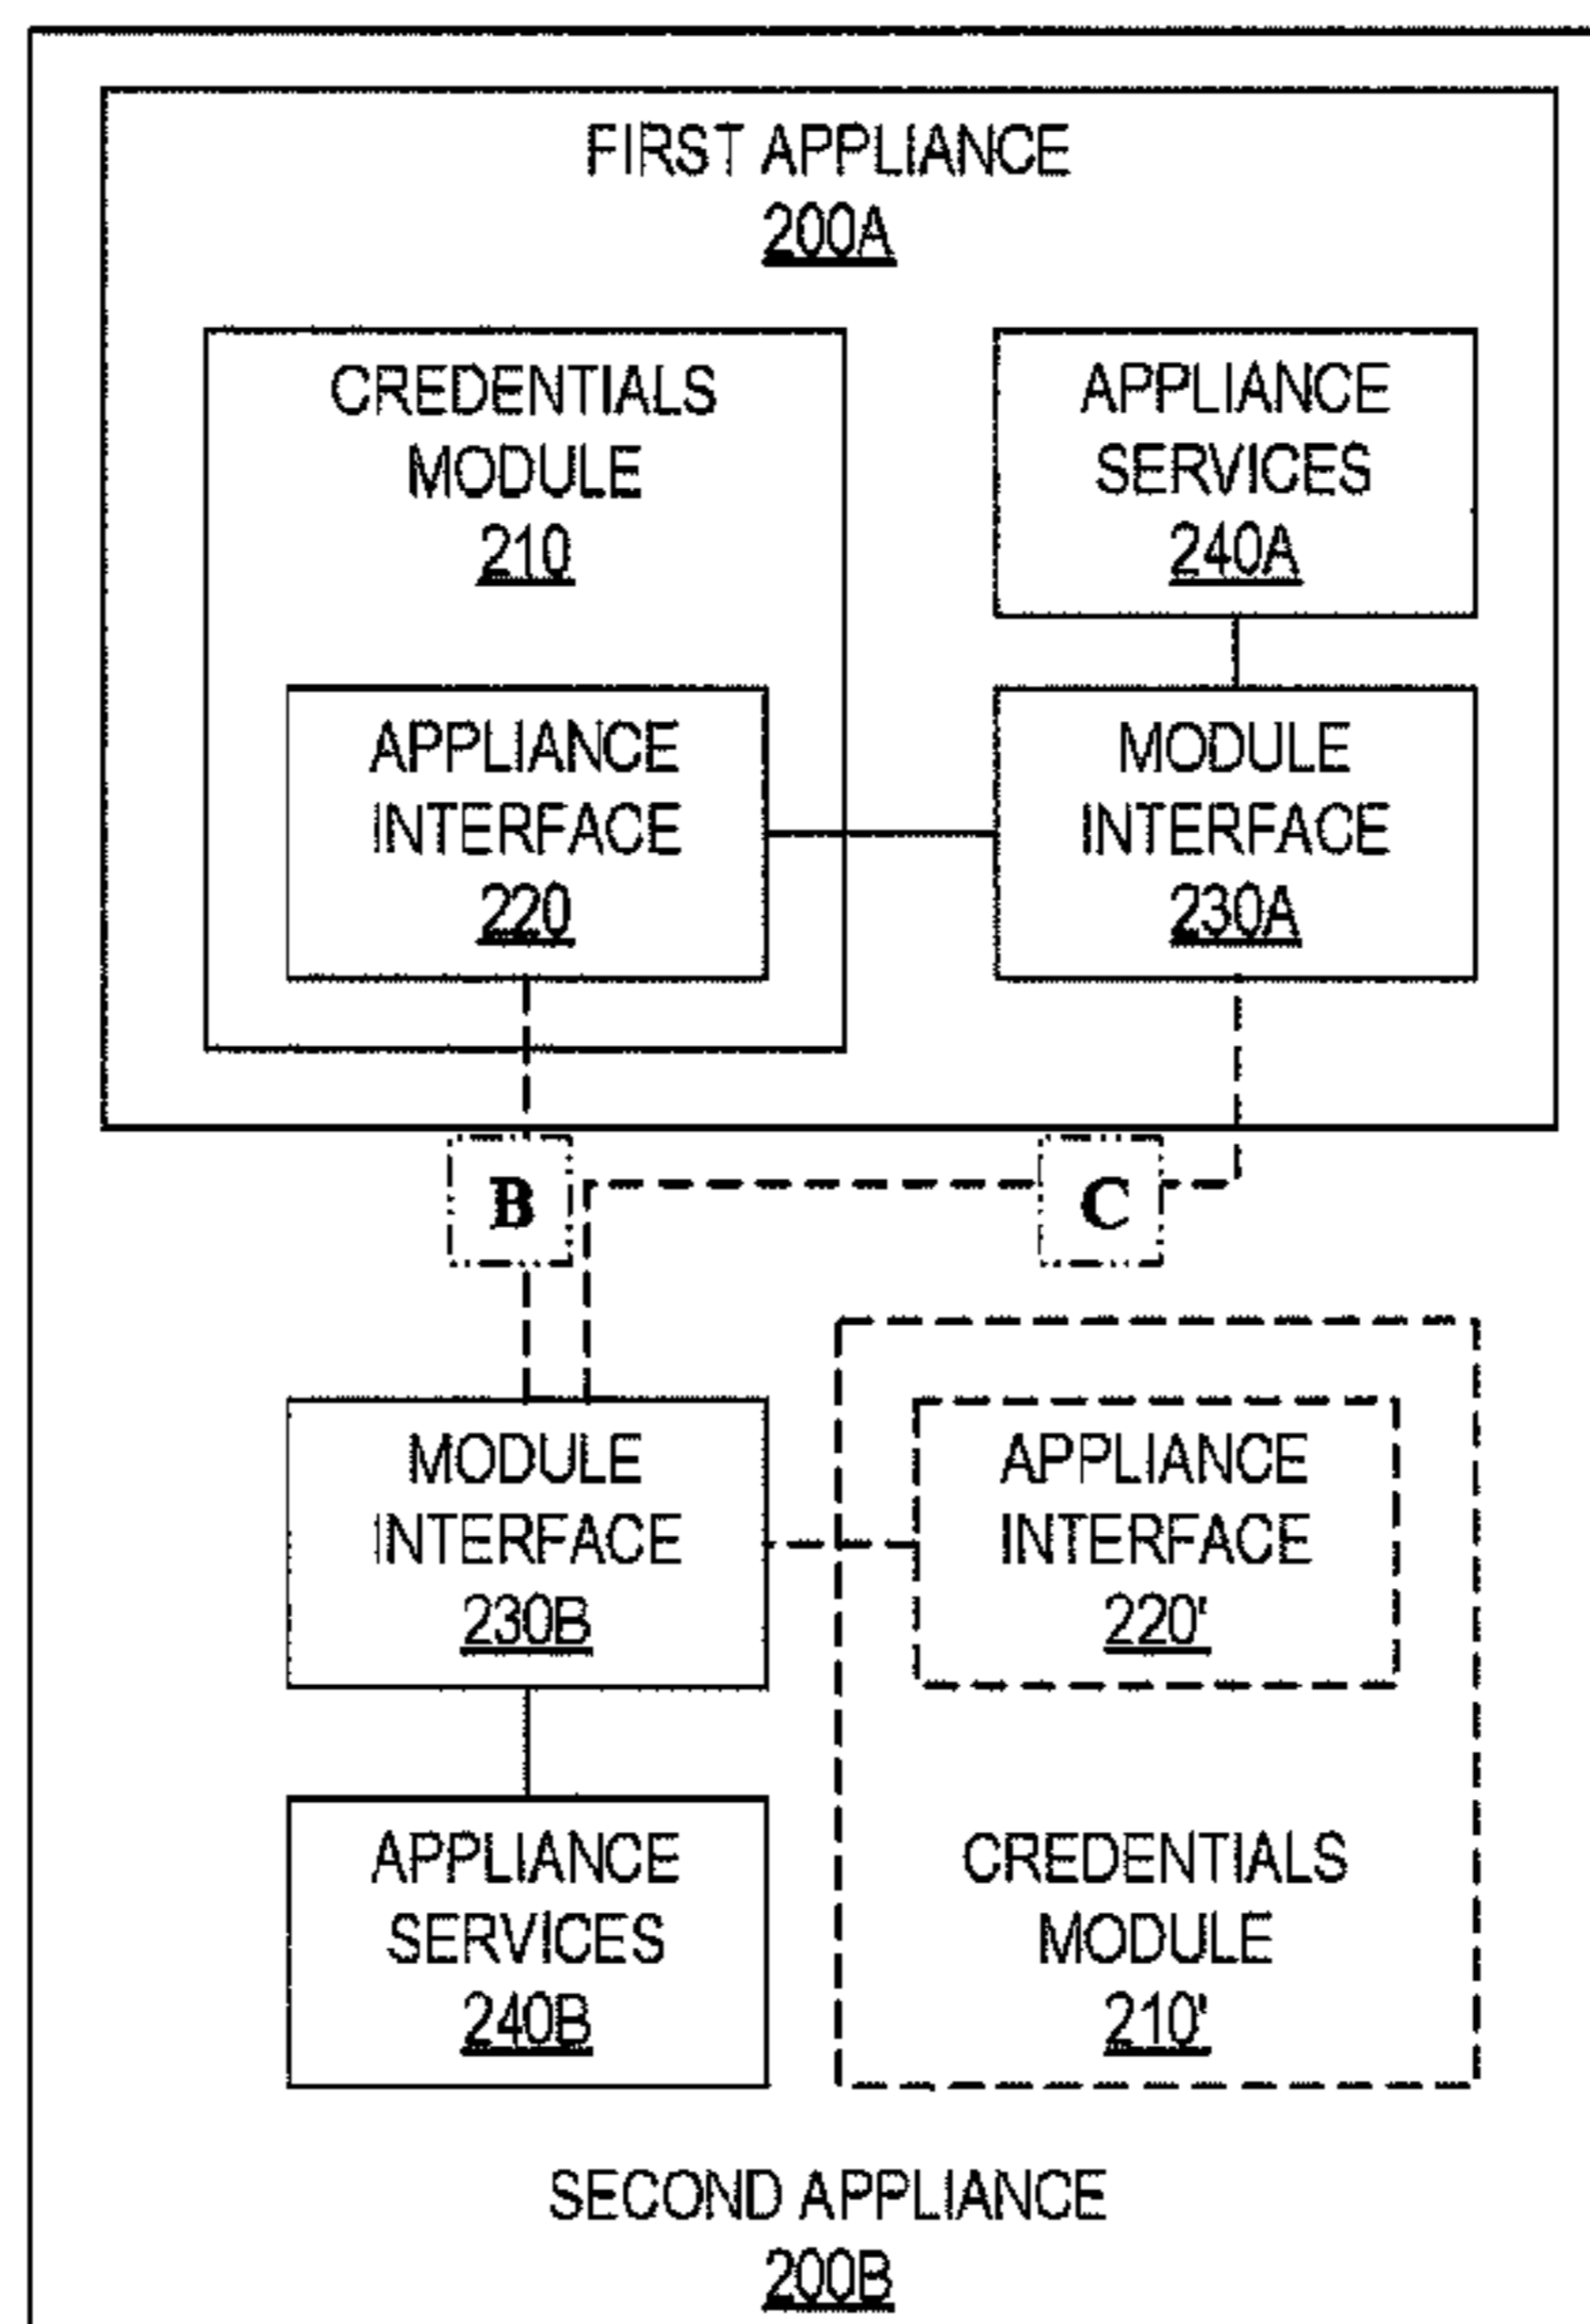 FIRST APPLIANCE
200A
CREDENTIALS
MODULE
210
APPLIANCE
SERVICES
240A
APPLIANCE
INTERFACE
220
MODULE
INTERFACE
230A
B
C
MODULE
INTERFACE
230B
APPLIANCE
INTERFACE
220'
APPLIANCE
SERVICES
240B
CREDENTIALS
MODULE
210'
SECOND APPLIANCE
200B